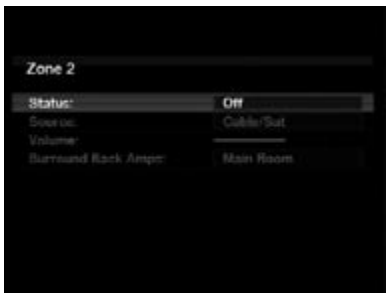 Zone 2
Status: Off
Source: Cable/Sat
Volume:
Surround Back Amps: Main Room